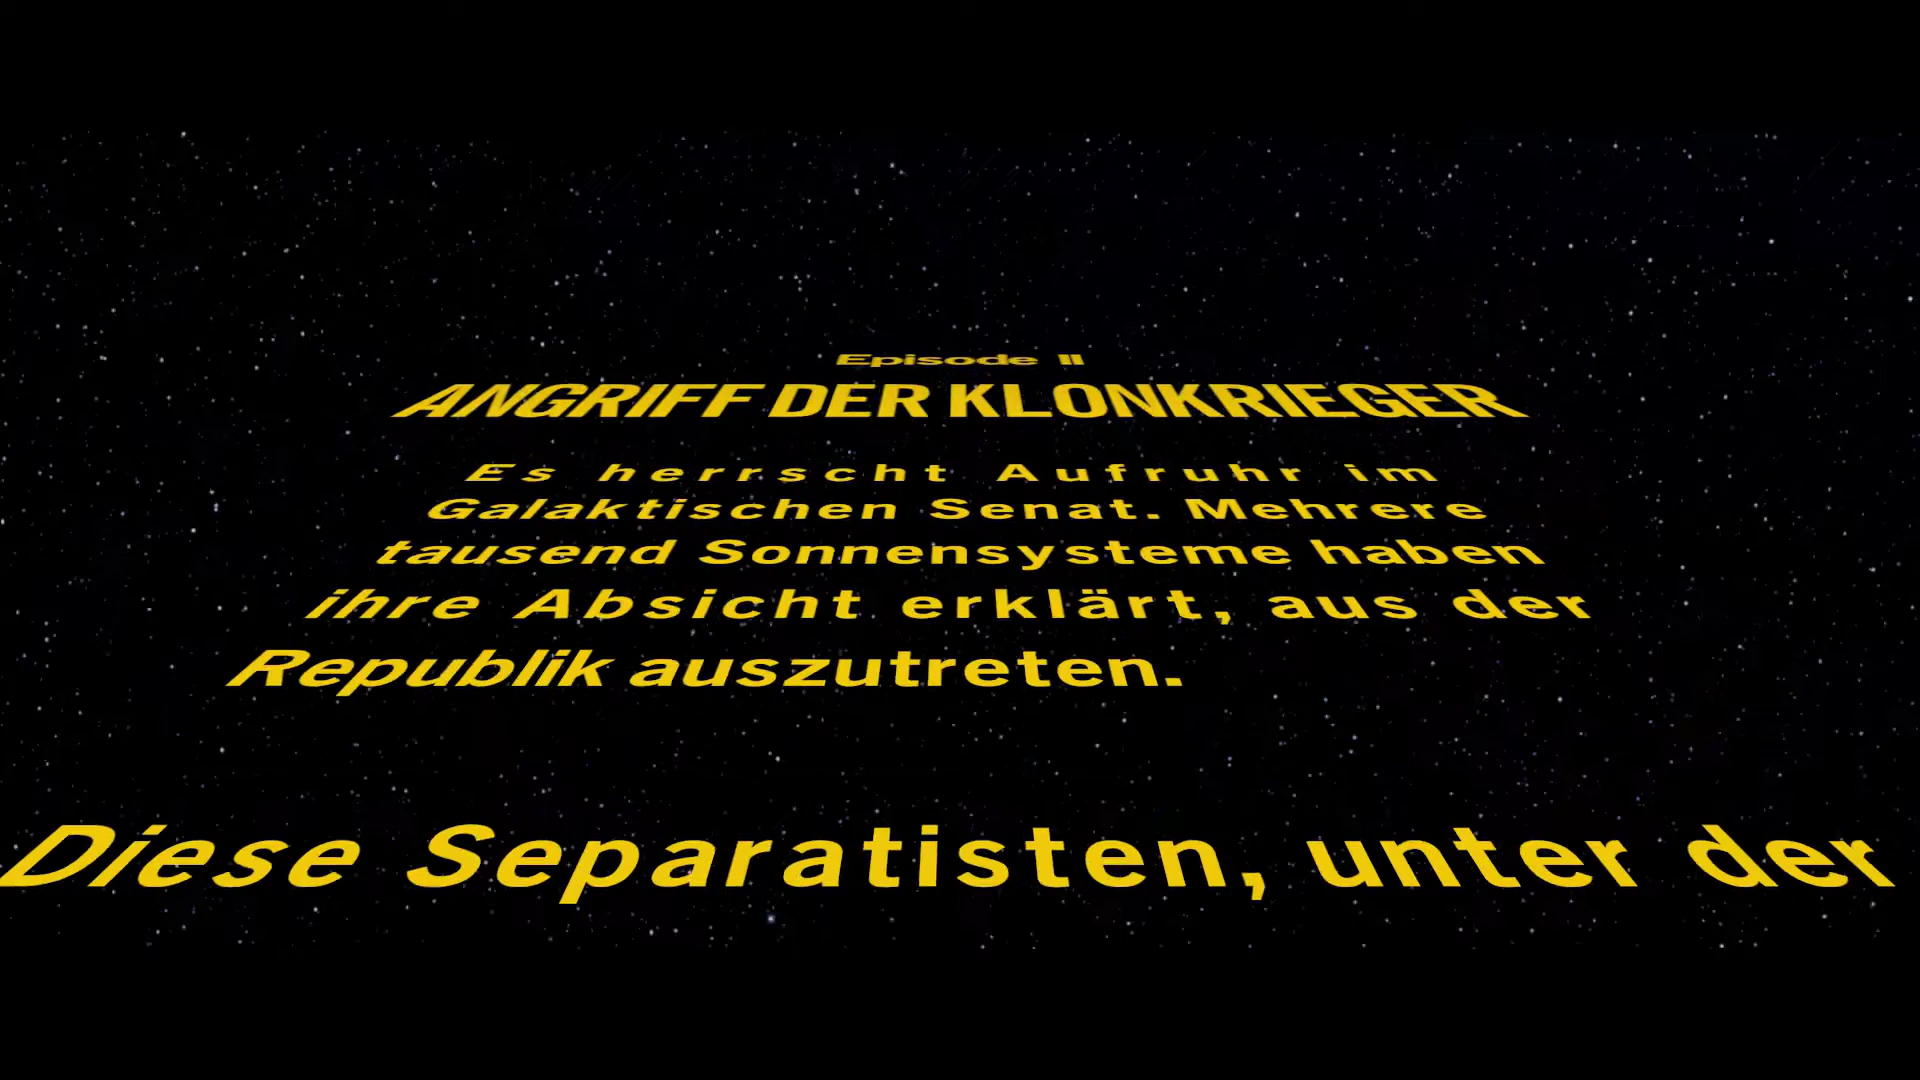 Episode II
ANGRIFF DER KLONKRIEGER
Es herrscht Aufruhr im
Galaktischen Senat. Mehrere
tausend Sonnensysteme haben
ihre Absicht erklärt, aus der
Republik auszutreten.
Diese Separatisten, unter der